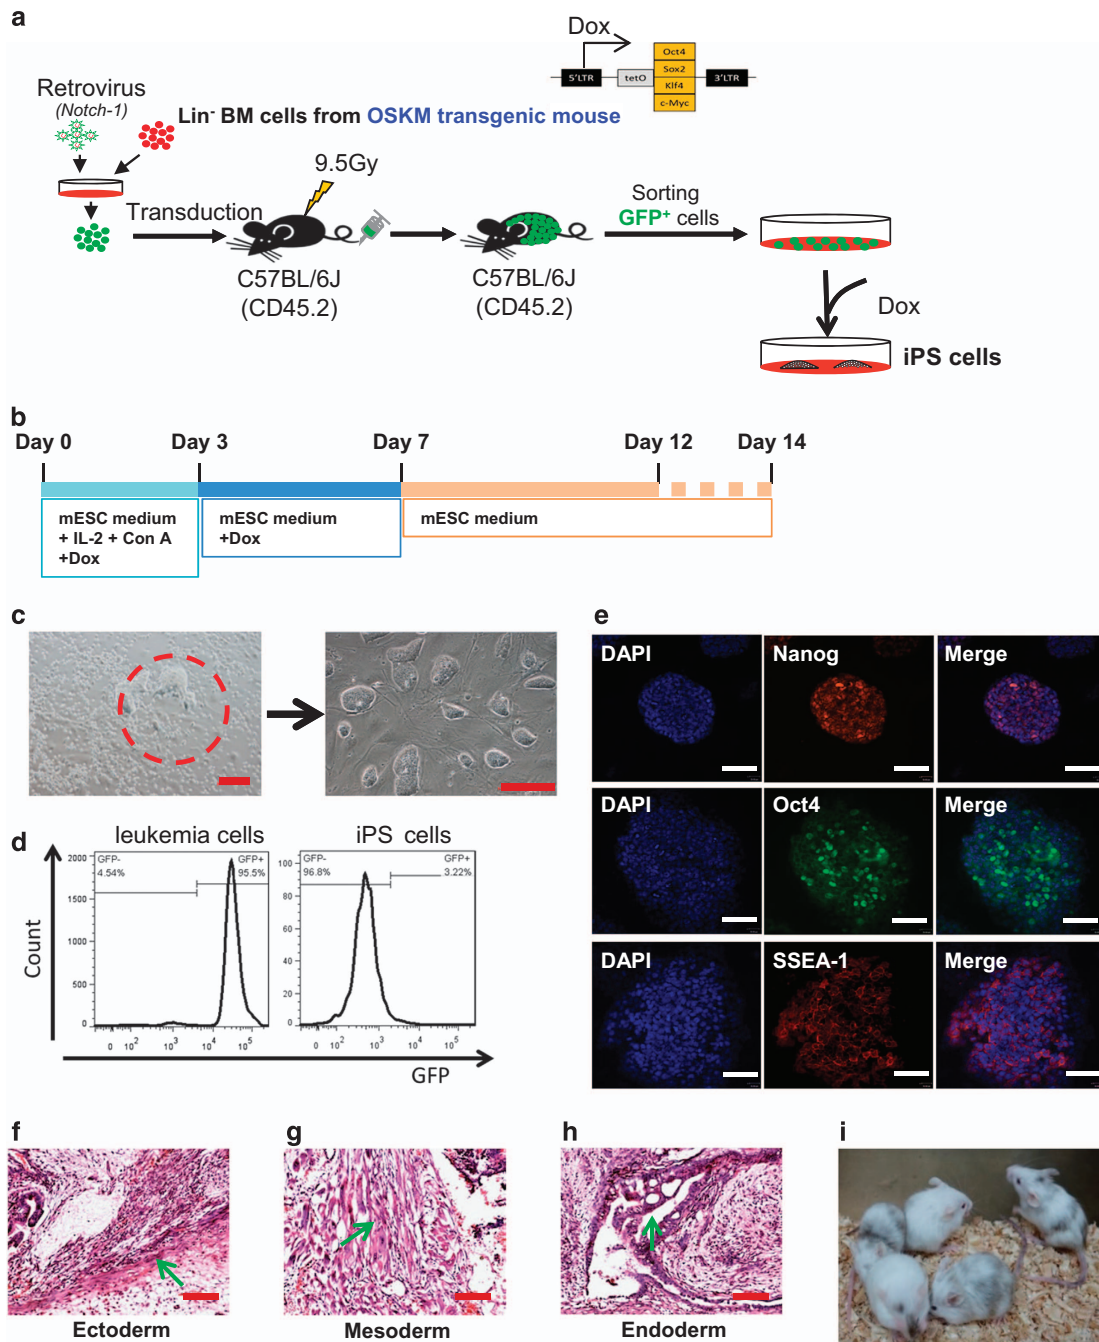 a
Dox
Oct4
Sox2
Klf4
c-Myc
5'LTR
tetO
3'LTR
Retrovirus
(Notch-1)
Lin- BM cells from OSKM transgenic mouse
9.5Gy
Transduction
Sorting
GFP+ cells
C57BL/6J
(CD45.2)
C57BL/6J
(CD45.2)
Dox
iPS cells
b
Day 0
Day 3
Day 7
Day 12
Day 14
mESC medium
+ IL-2 + Con A
+Dox
mESC medium
+Dox
mESC medium
c
d
leukemia cells
iPS cells
GFP-
4.54%
GFP+
95.5%
2000
1500
1000
500
0
0 10^2 10^3 10^4 10^5
GFP-
96.8%
GFP+
3.22%
100
80
60
40
20
0
0 10^2 10^3 10^4 10^5
Count
GFP
e
DAPI
Nanog
Merge
DAPI
Oct4
Merge
DAPI
SSEA-1
Merge
f
Ectoderm
g
Mesoderm
h
Endoderm
i